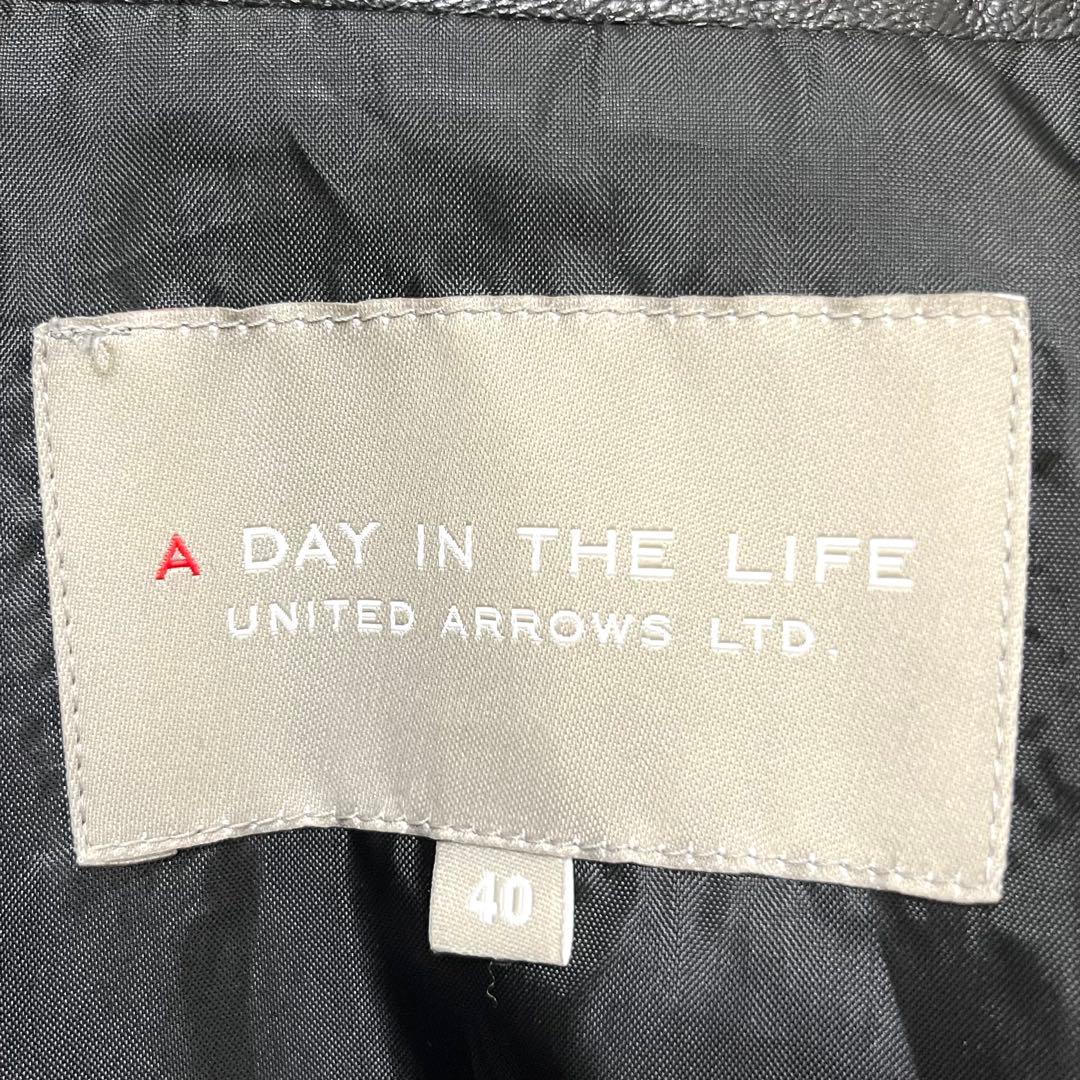 A DAY IN THE LIFE
UNITED ARROWS LTD.
40